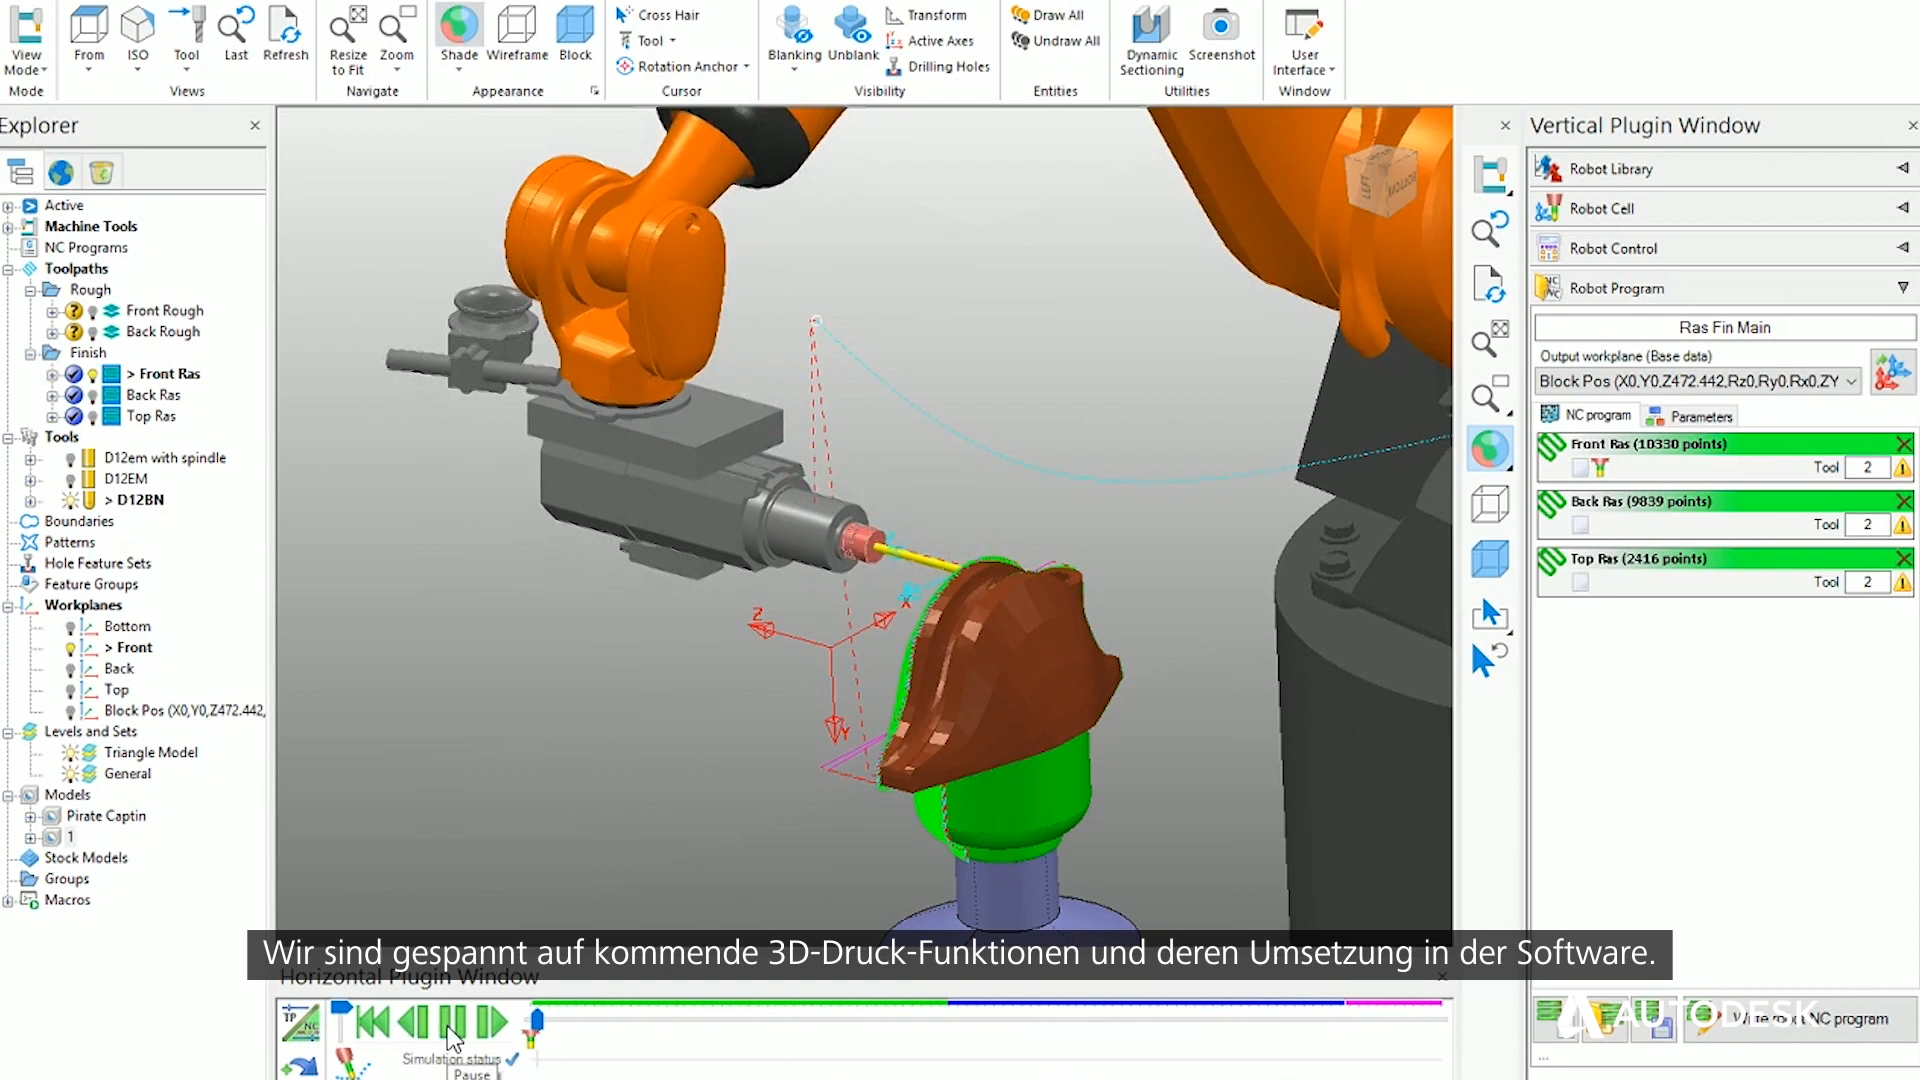 View
Mode
Mode
From
ISO
Tool
Last
Refresh
Views
Resize
to Fit
Zoom
Navigate
Shade
Wireframe
Block
Appearance
Cross Hair
Tool
Rotation Anchor
Cursor
Blanking
Unblank
Transform
Active Axes
Drilling Holes
Visibility
Draw All
Undraw All
Entities
Dynamic
Sectioning
Screenshot
Utilities
User
Interface
Window
Explorer
Active
Machine Tools
NC Programs
Toolpaths
Rough
Front Rough
Back Rough
Finish
> Front Ras
Back Ras
Top Ras
Tools
D12em with spindle
D12EM
> D12BN
Boundaries
Patterns
Hole Feature Sets
Feature Groups
Workplanes
Bottom
> Front
Back
Top
Block Pos (X0,Y0,Z472.442,
Levels and Sets
Triangle Model
General
Models
Pirate Captin
1
Stock Models
Groups
Macros
Z
X
Y
BOTTOM
Vertical Plugin Window
Robot Library
Robot Cell
Robot Control
Robot Program
Ras Fin Main
Output workplane (Base data)
Block Pos (X0,Y0,Z472.442,Rz0,Ry0,Rx0,ZY
NC program
Parameters
Front Ras (10330 points)
Tool 2
Back Ras (9839 points)
Tool 2
Top Ras (2416 points)
Tool 2
Wir sind gespannt auf kommende 3D-Druck-Funktionen und deren Umsetzung in der Software.
Horizontal Plugin Window
TP
NC
Simulation status
Pause
AUTODESK
NC program
...